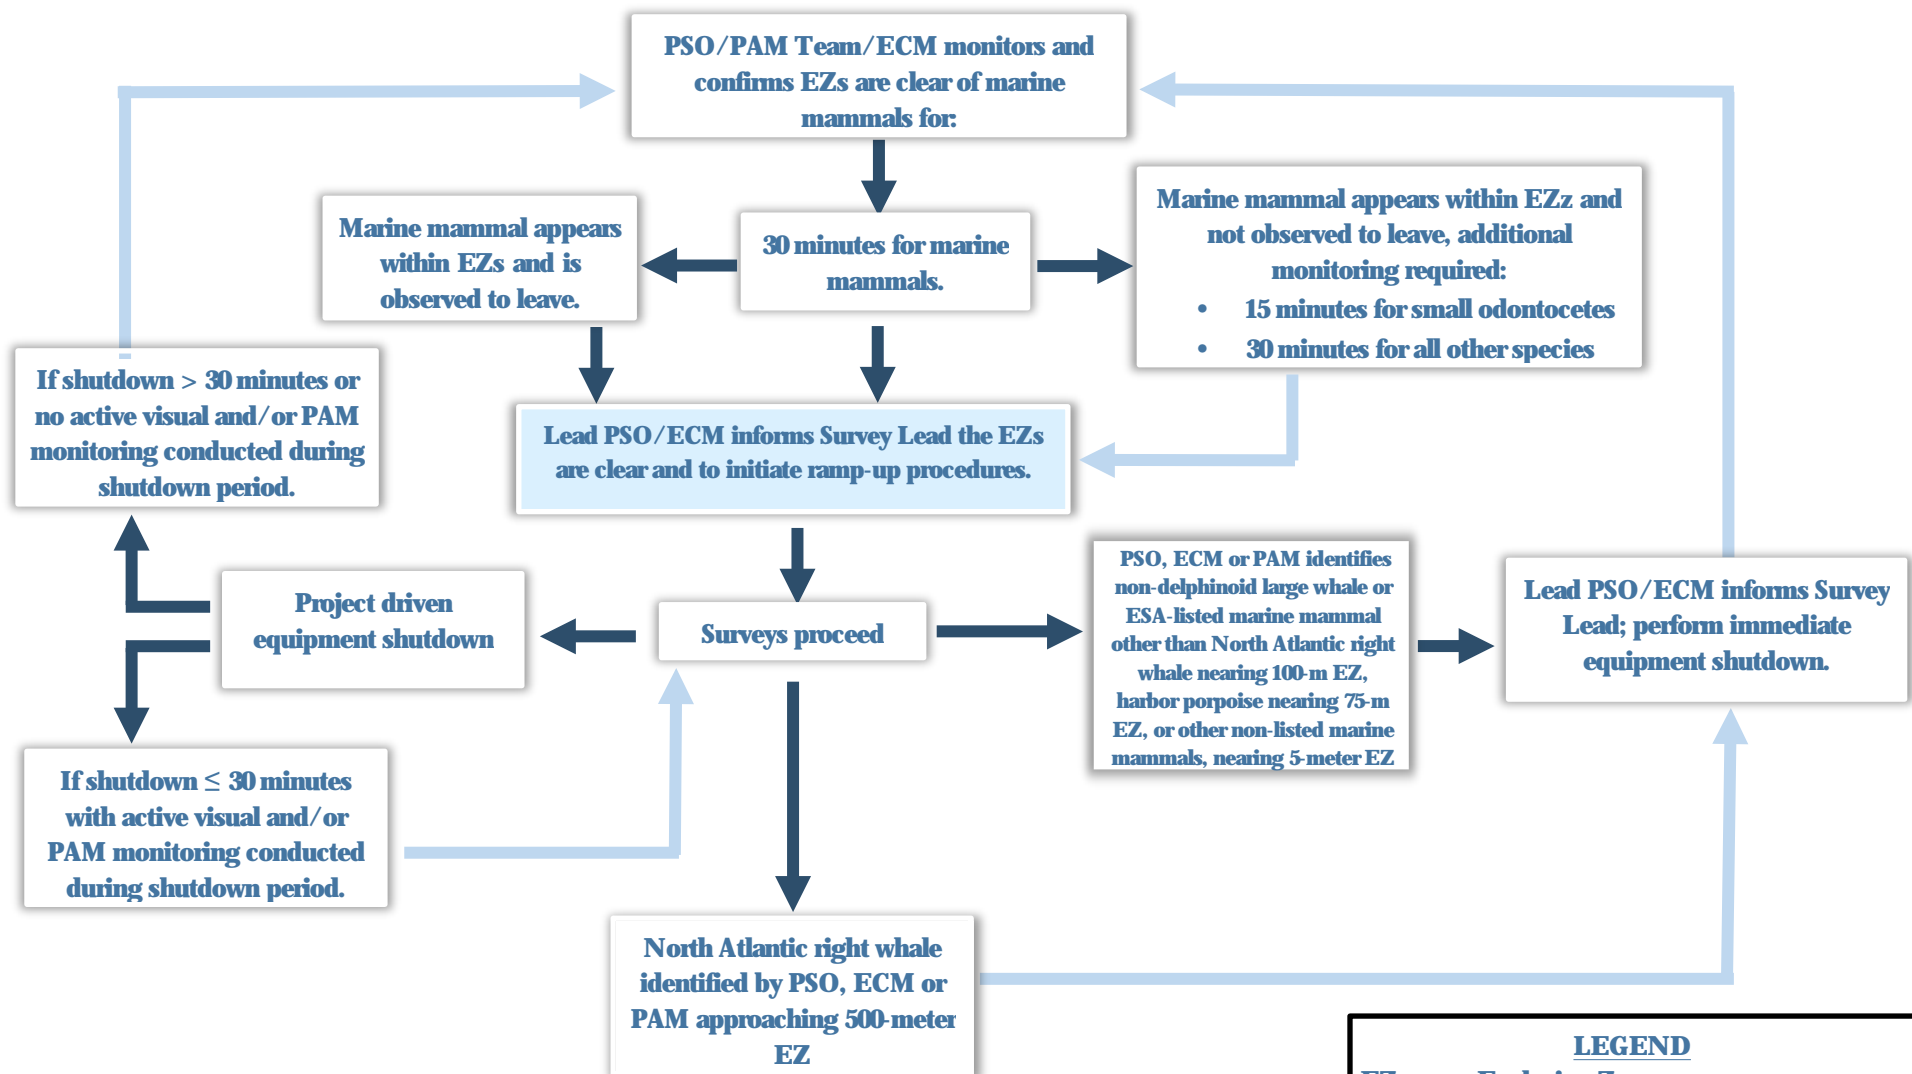 PSO/PAM Team/ECM monitors and
confirms EZs are clear of marine
mammals for:
Marine mammal appears
within EZs and is
observed to leave.
30 minutes for marine
mammals.
Marine mammal appears within EZz and
not observed to leave, additional
monitoring required:
• 15 minutes for small odontocetes
• 30 minutes for all other species
If shutdown > 30 minutes or
no active visual and/or PAM
monitoring conducted during
shutdown period.
Lead PSO/ECM informs Survey Lead the EZs
are clear and to initiate ramp-up procedures.
Project driven
equipment shutdown
Surveys proceed
PSO, ECM or PAM identifies
non-delphinoid large whale or
ESA-listed marine mammal
other than North Atlantic right
whale nearing 100-m EZ,
harbor porpoise nearing 75-m
EZ, or other non-listed marine
mammals, nearing 5-meter EZ
Lead PSO/ECM informs Survey
Lead; perform immediate
equipment shutdown.
If shutdown ≤ 30 minutes
with active visual and/or
PAM monitoring conducted
during shutdown period.
North Atlantic right whale
identified by PSO, ECM or
PAM approaching 500-meter
EZ
LEGEND